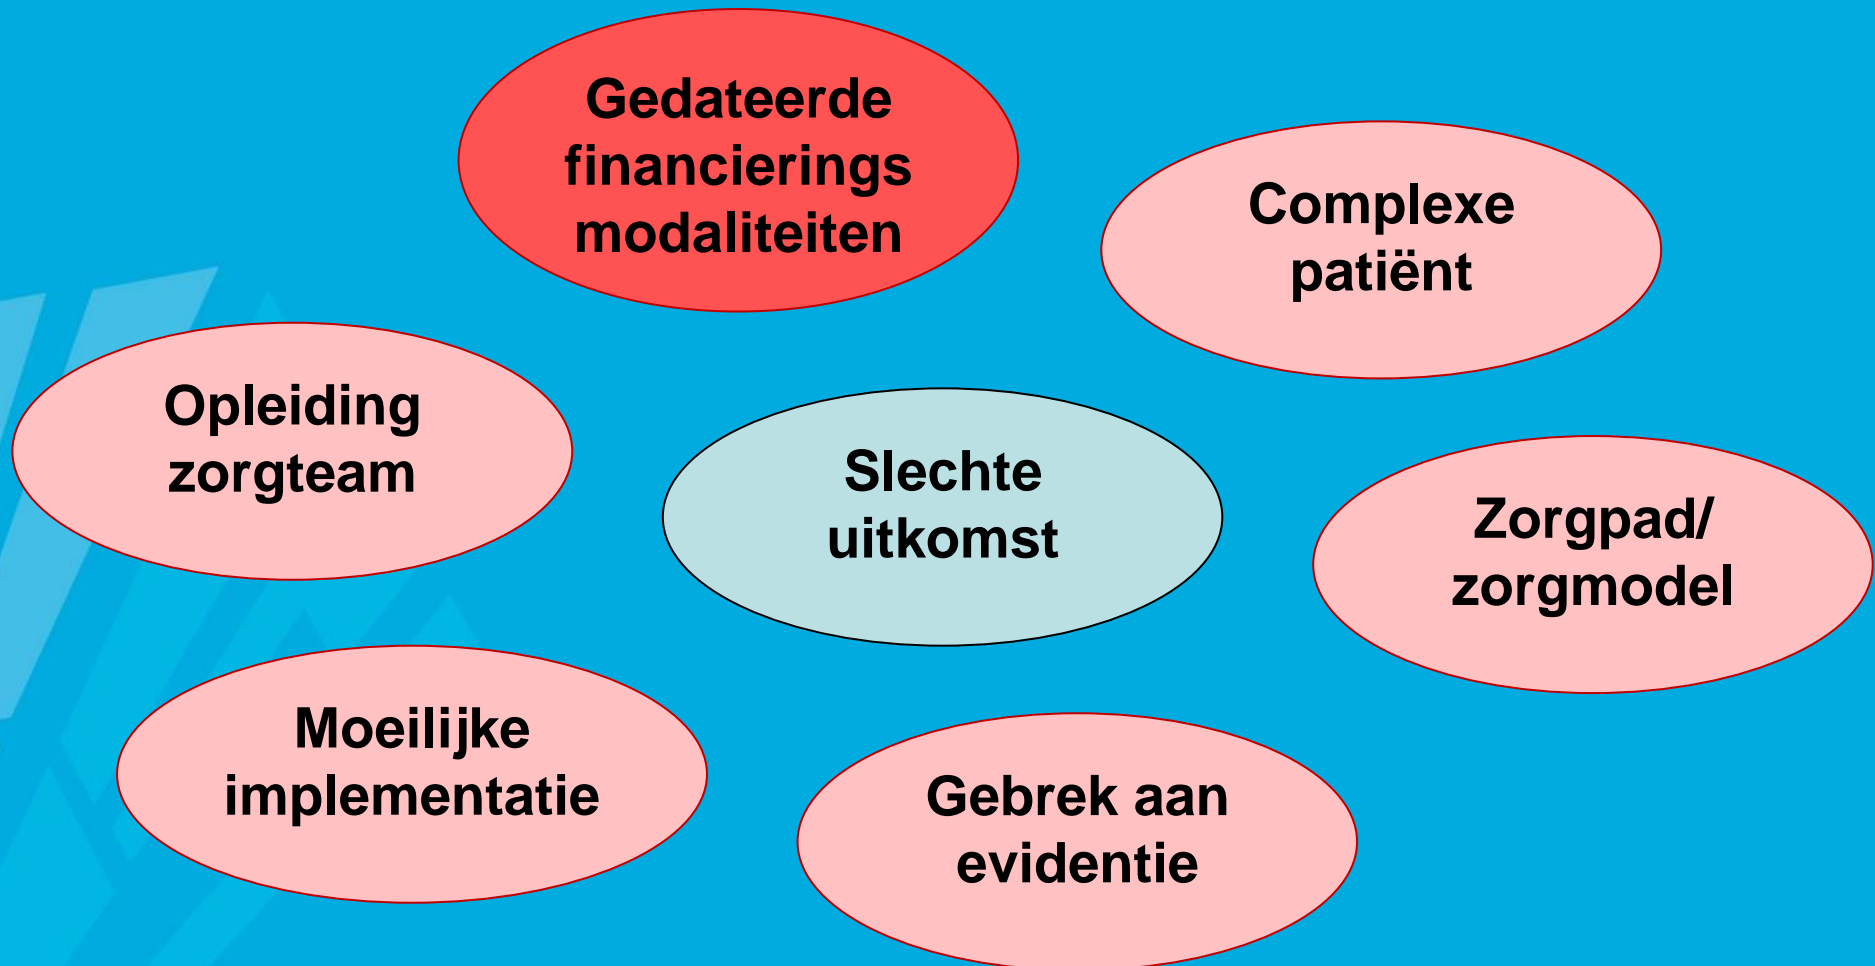 Gedateerde
financierings
modaliteiten
Complexe
patiënt
Opleiding
zorgteam
Slechte
uitkomst
Zorgpad/
zorgmodel
Moeilijke
implementatie
Gebrek aan
evidentie